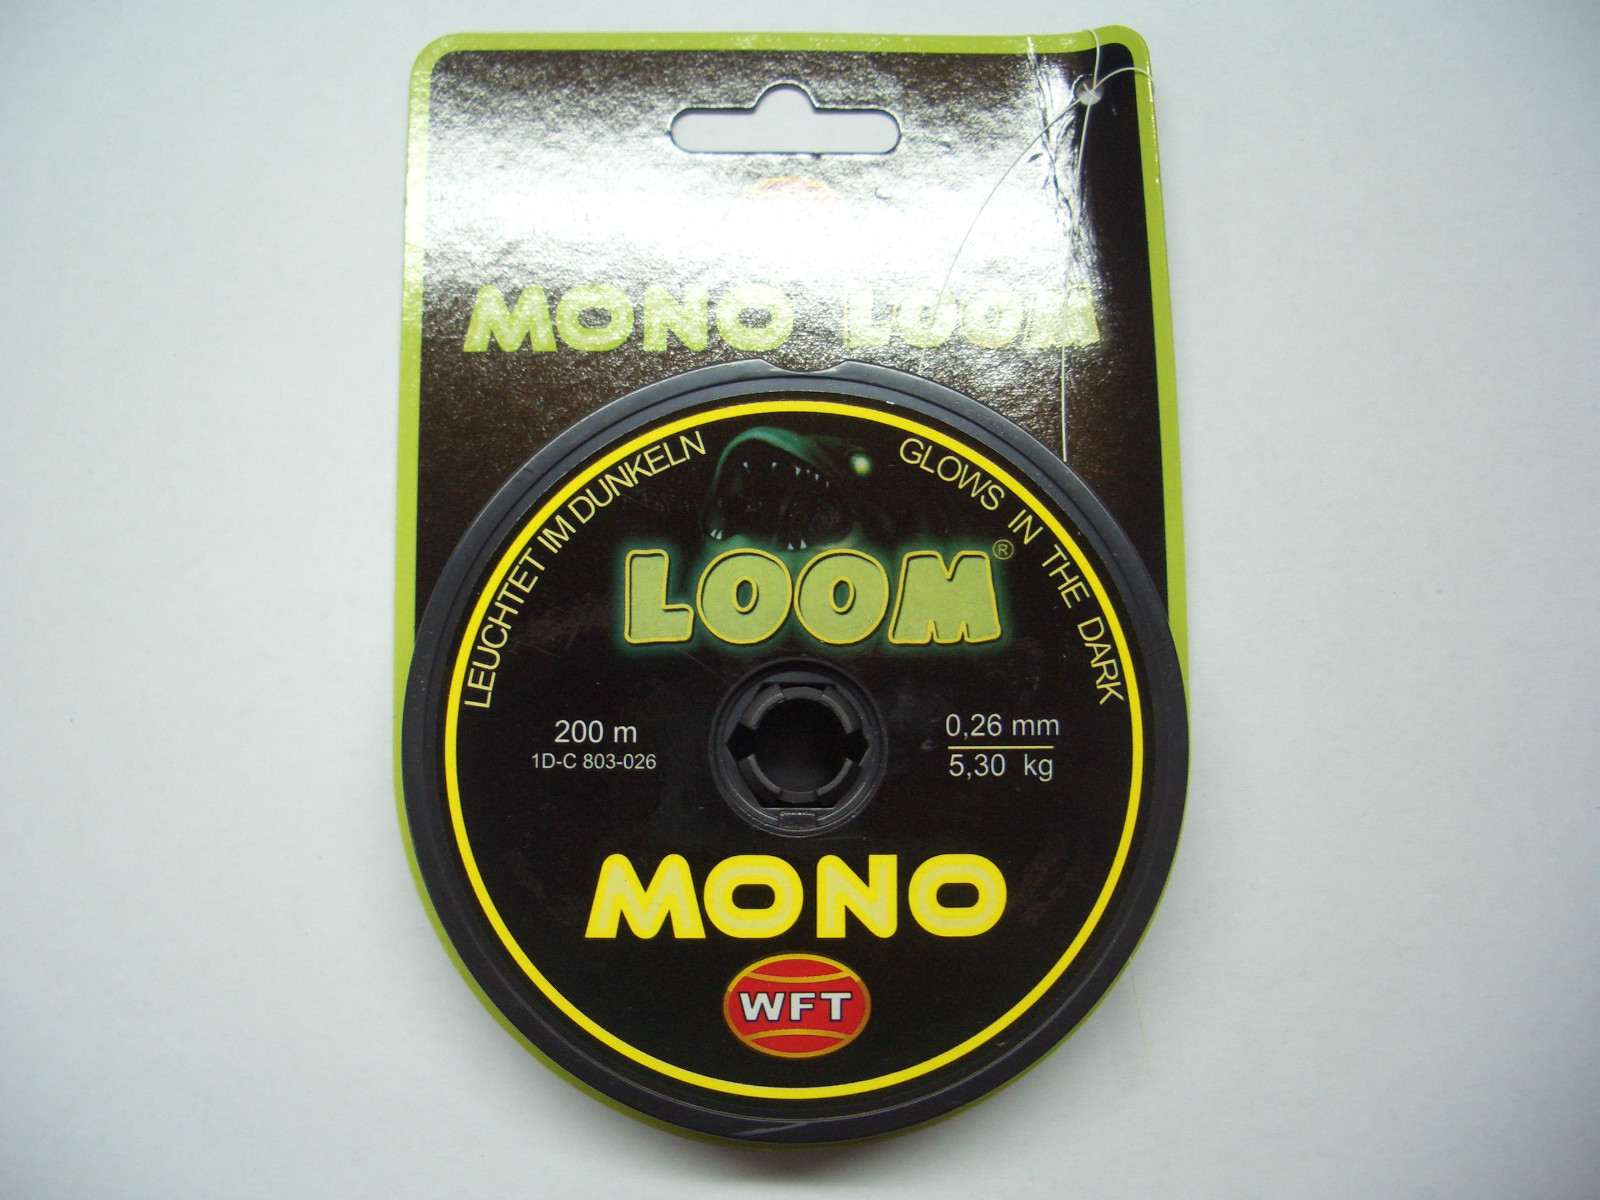 MONO LOOM
LEUCHTET IM DUNKELN
GLOWS IN THE DARK
LOOM®
200 m
1D-C 803-026
0,26 mm
5,30 kg
MONO
WFT